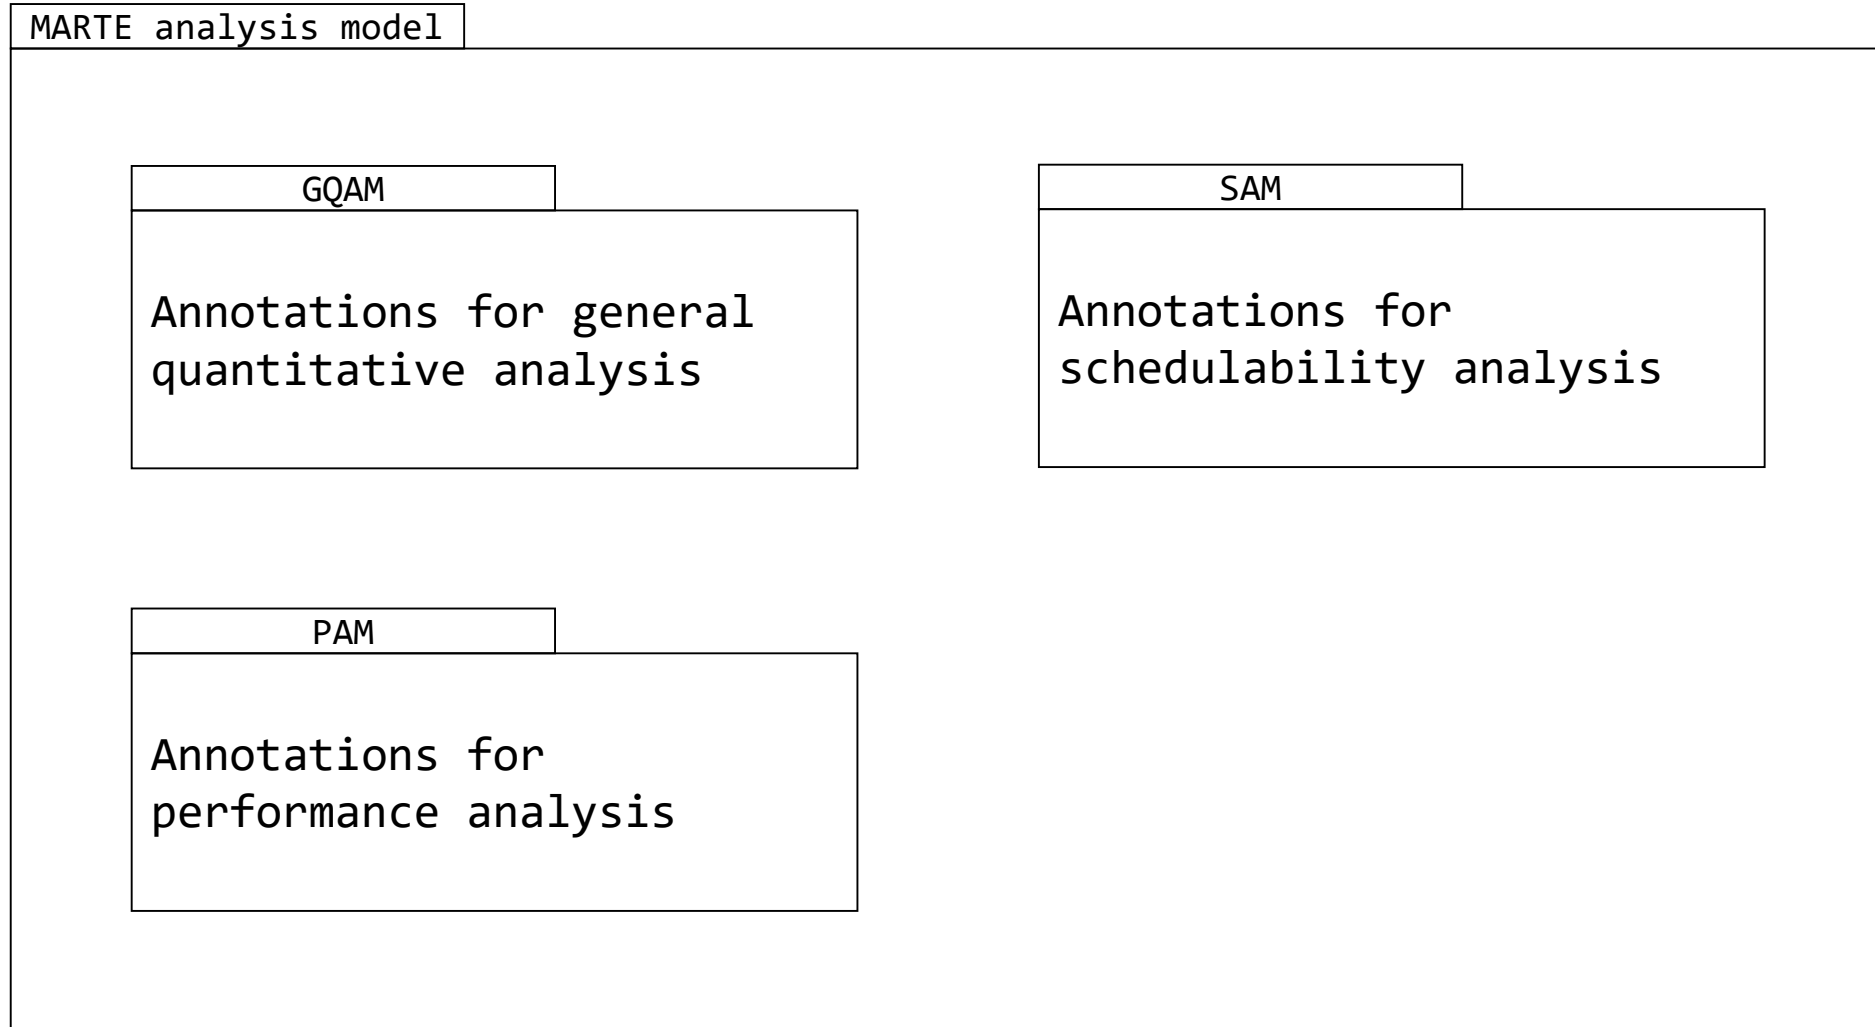 MARTE analysis model
GQAM
Annotations for general
quantitative analysis
SAM
Annotations for
schedulability analysis
PAM
Annotations for
performance analysis